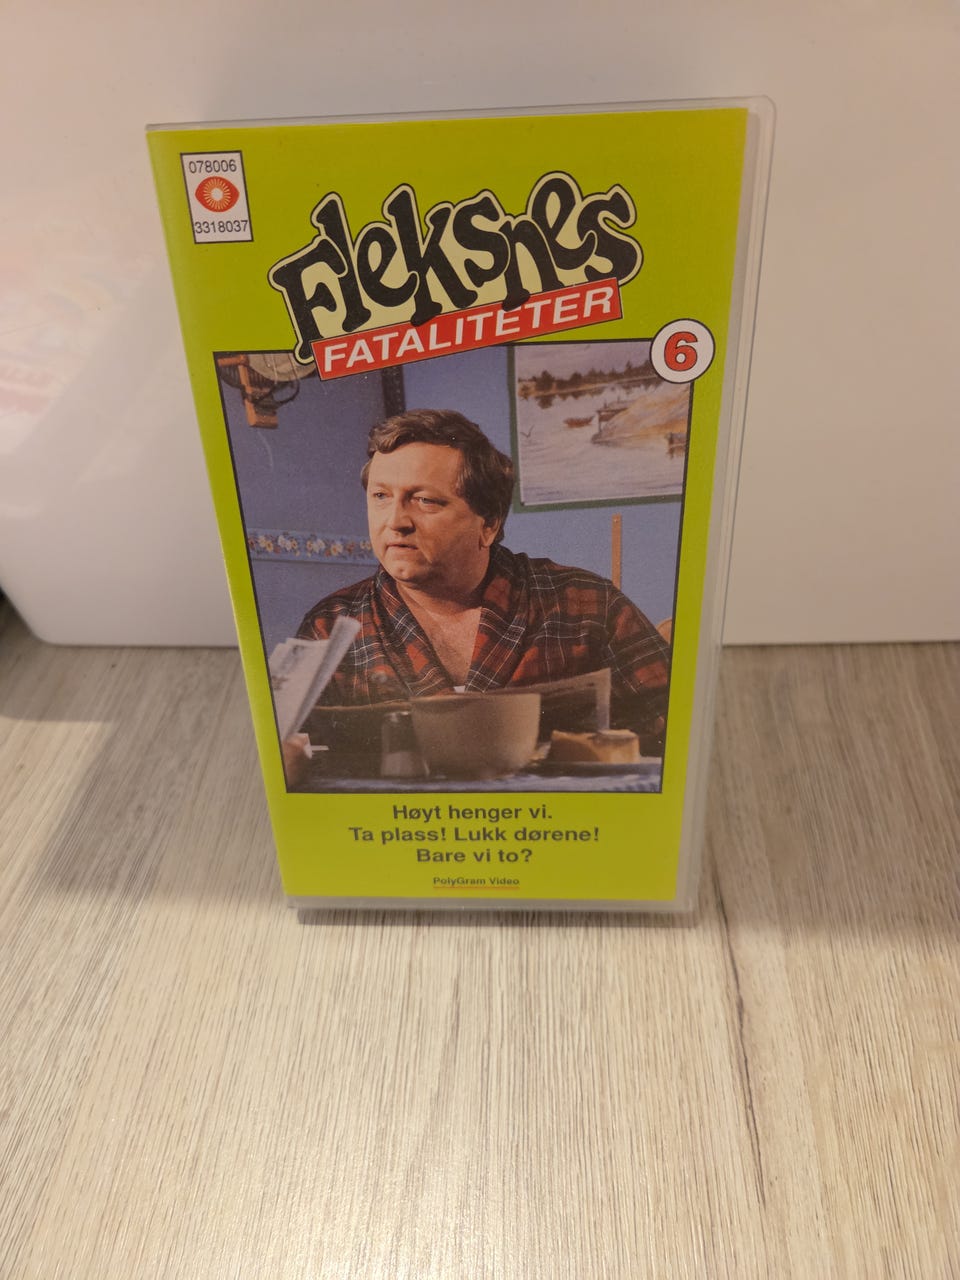 078006
3318037
Fleksnes
FATALITETER
6
Høyt henger vi.
Ta plass! Lukk dørene!
Bare vi to?
PolyGram Video